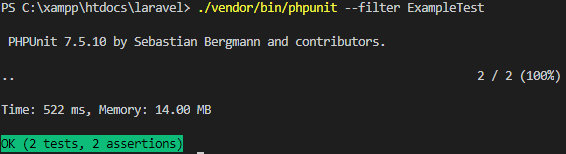 PS C:\xampp\htdocs\laravel> ./vendor/bin/phpunit --filter ExampleTest
PHPUnit 7.5.10 by Sebastian Bergmann and contributors.
.. 2 / 2 (100%)
Time: 522 ms, Memory: 14.00 MB
OK (2 tests, 2 assertions)